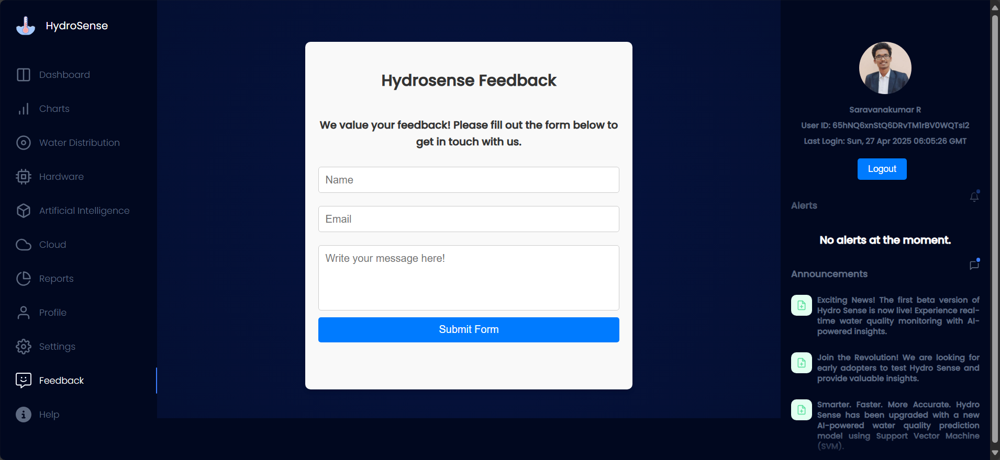 HydroSense
Dashboard
Charts
Water Distribution
Hardware
Artificial Intelligence
Cloud
Reports
Profile
Settings
Feedback
Help
Hydrosense Feedback
We value your feedback! Please fill out the form below to
get in touch with us.
Name
Email
Write your message here!
Submit Form
Saravanakumar R
User ID: 65hNQ6xnStQ6DRvTM1rBV0WQTsI2
Last Login: Sun, 27 Apr 2025 06:05:26 GMT
Logout
Alerts
No alerts at the moment.
Announcements
Exciting News! The first beta version of
Hydro Sense is now live! Experience real-
time water quality monitoring with AI-
powered insights.
Join the Revolution! We are looking for
early adopters to test Hydro Sense and
provide valuable insights.
Smarter. Faster. More Accurate. Hydro
Sense has been upgraded with a new
AI-powered water quality prediction
model using Support Vector Machine
(SVM).